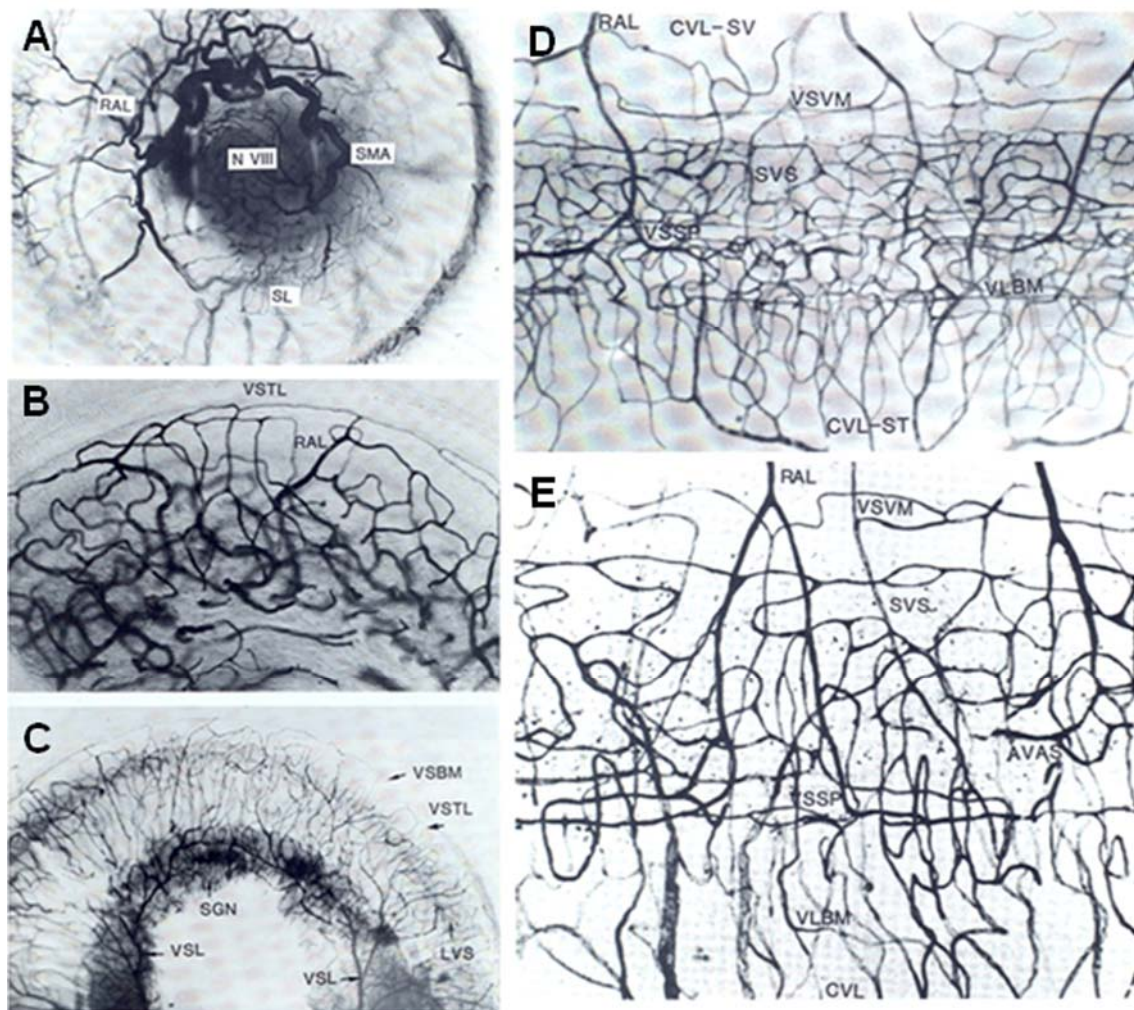 A
RAL
N VIII
SMA
SL
B
VSTL
RAL
C
VSBM
VSTL
SGN
VSL
VSL
LVS
D
RAL
CVL-SV
VSVM
SVS
VSSP
VLBM
CVL-ST
E
RAL
VSVM
SVS
AVAS
VSSP
VLBM
CVL